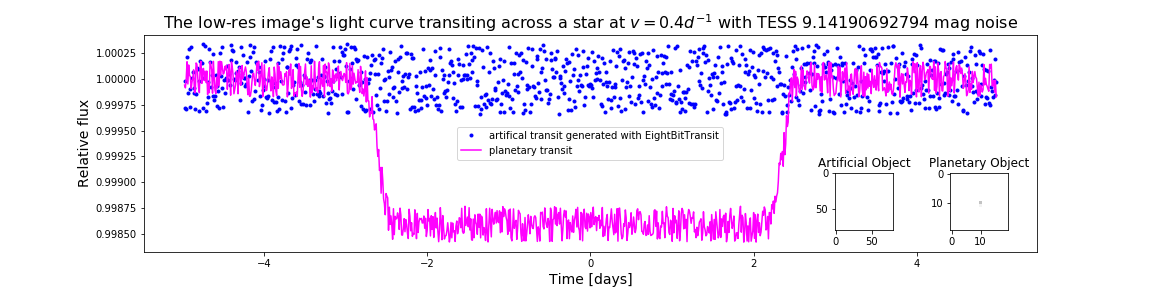 The low-res image's light curve transiting across a star at v = 0.4d⁻¹ with TESS 9.14190692794 mag noise
Relative flux
1.00025
1.00000
0.99975
0.99950
0.99925
0.99900
0.99875
0.99850
artifical transit generated with EightBitTransit
planetary transit
Artificial Object
0
50
0 50
Planetary Object
0
10
0 10
−4 −2 0 2 4
Time [days]